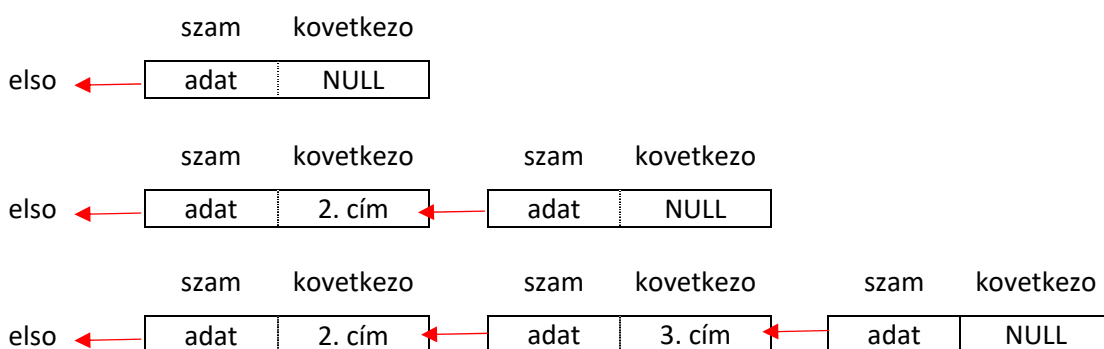 szam kovetkezo
elso adat NULL
szam kovetkezo szam kovetkezo
elso adat 2. cím adat NULL
szam kovetkezo szam kovetkezo szam kovetkezo
elso adat 2. cím adat 3. cím adat NULL